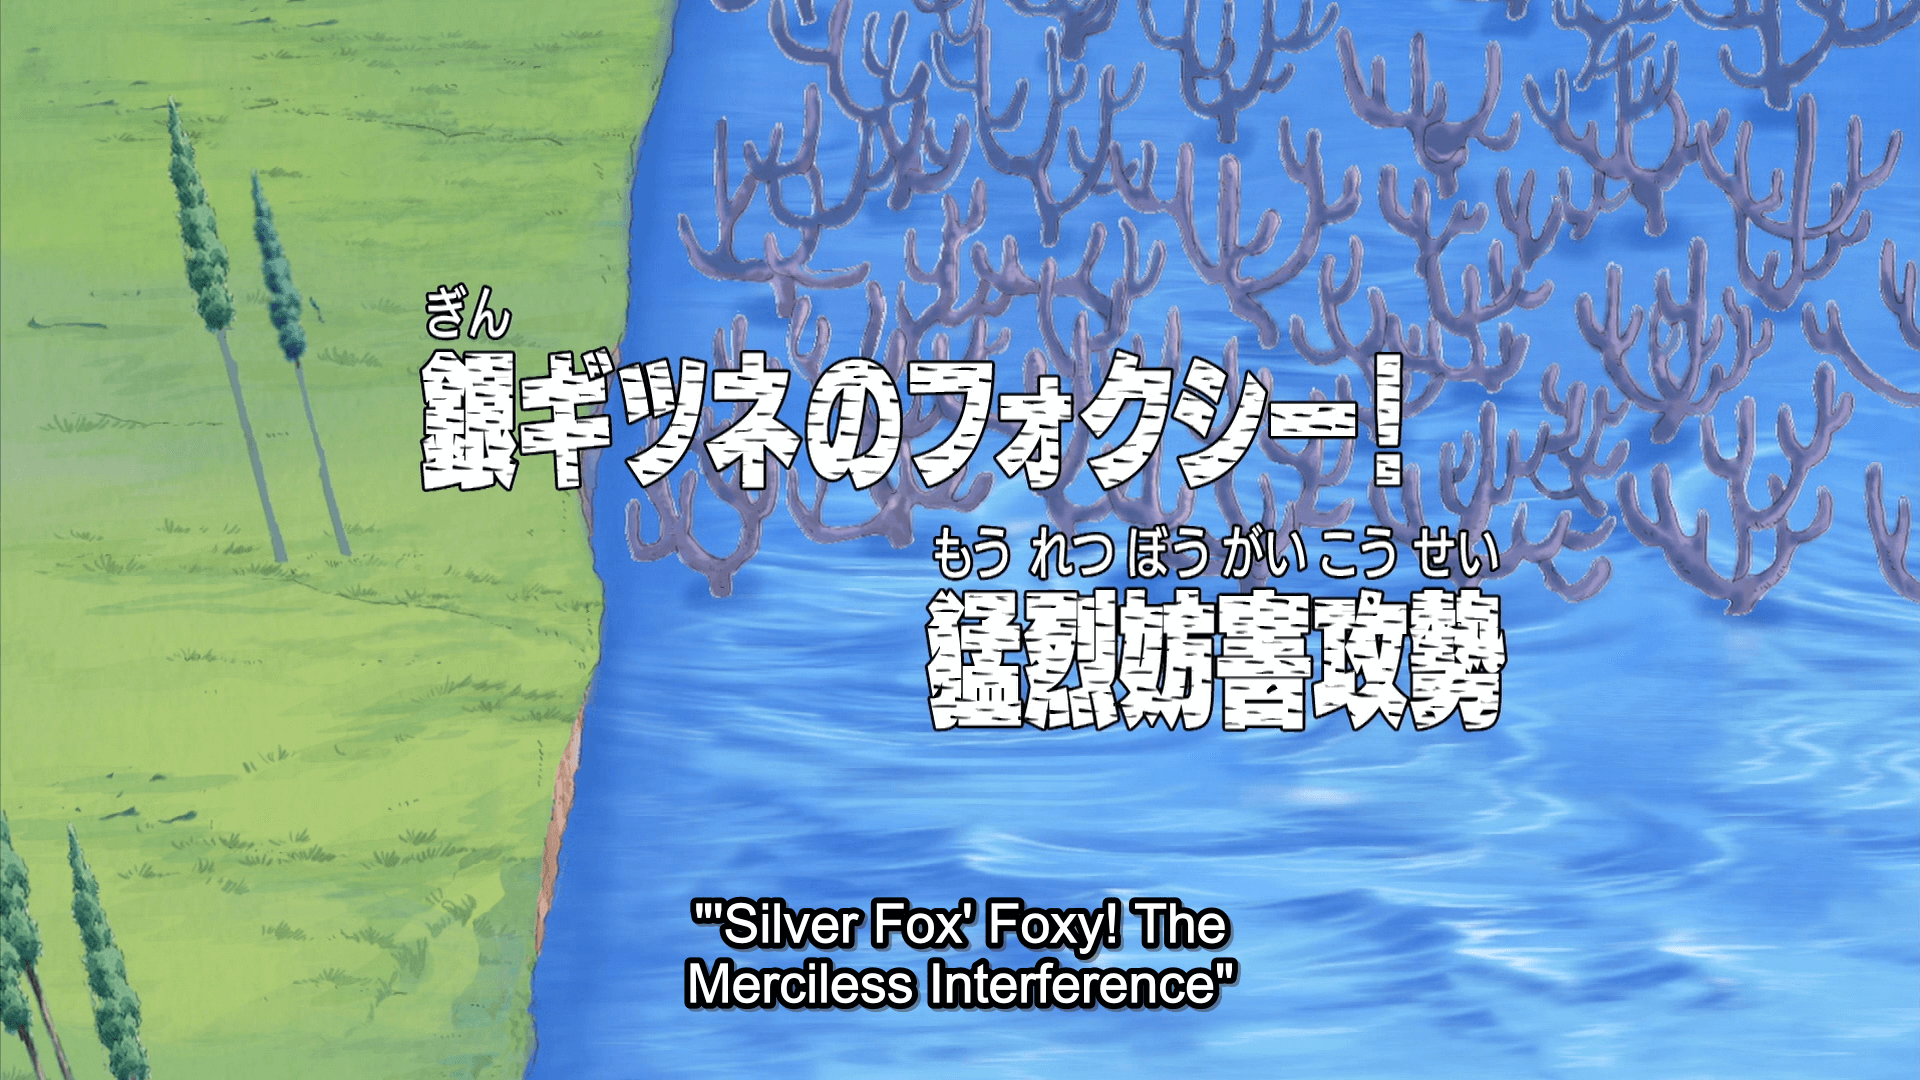 ぎん
銀ギツネのフォクシー!
もうれつぼうがいこうせい
猛烈妨害攻勢
"'Silver Fox' Foxy! The
Merciless Interference"